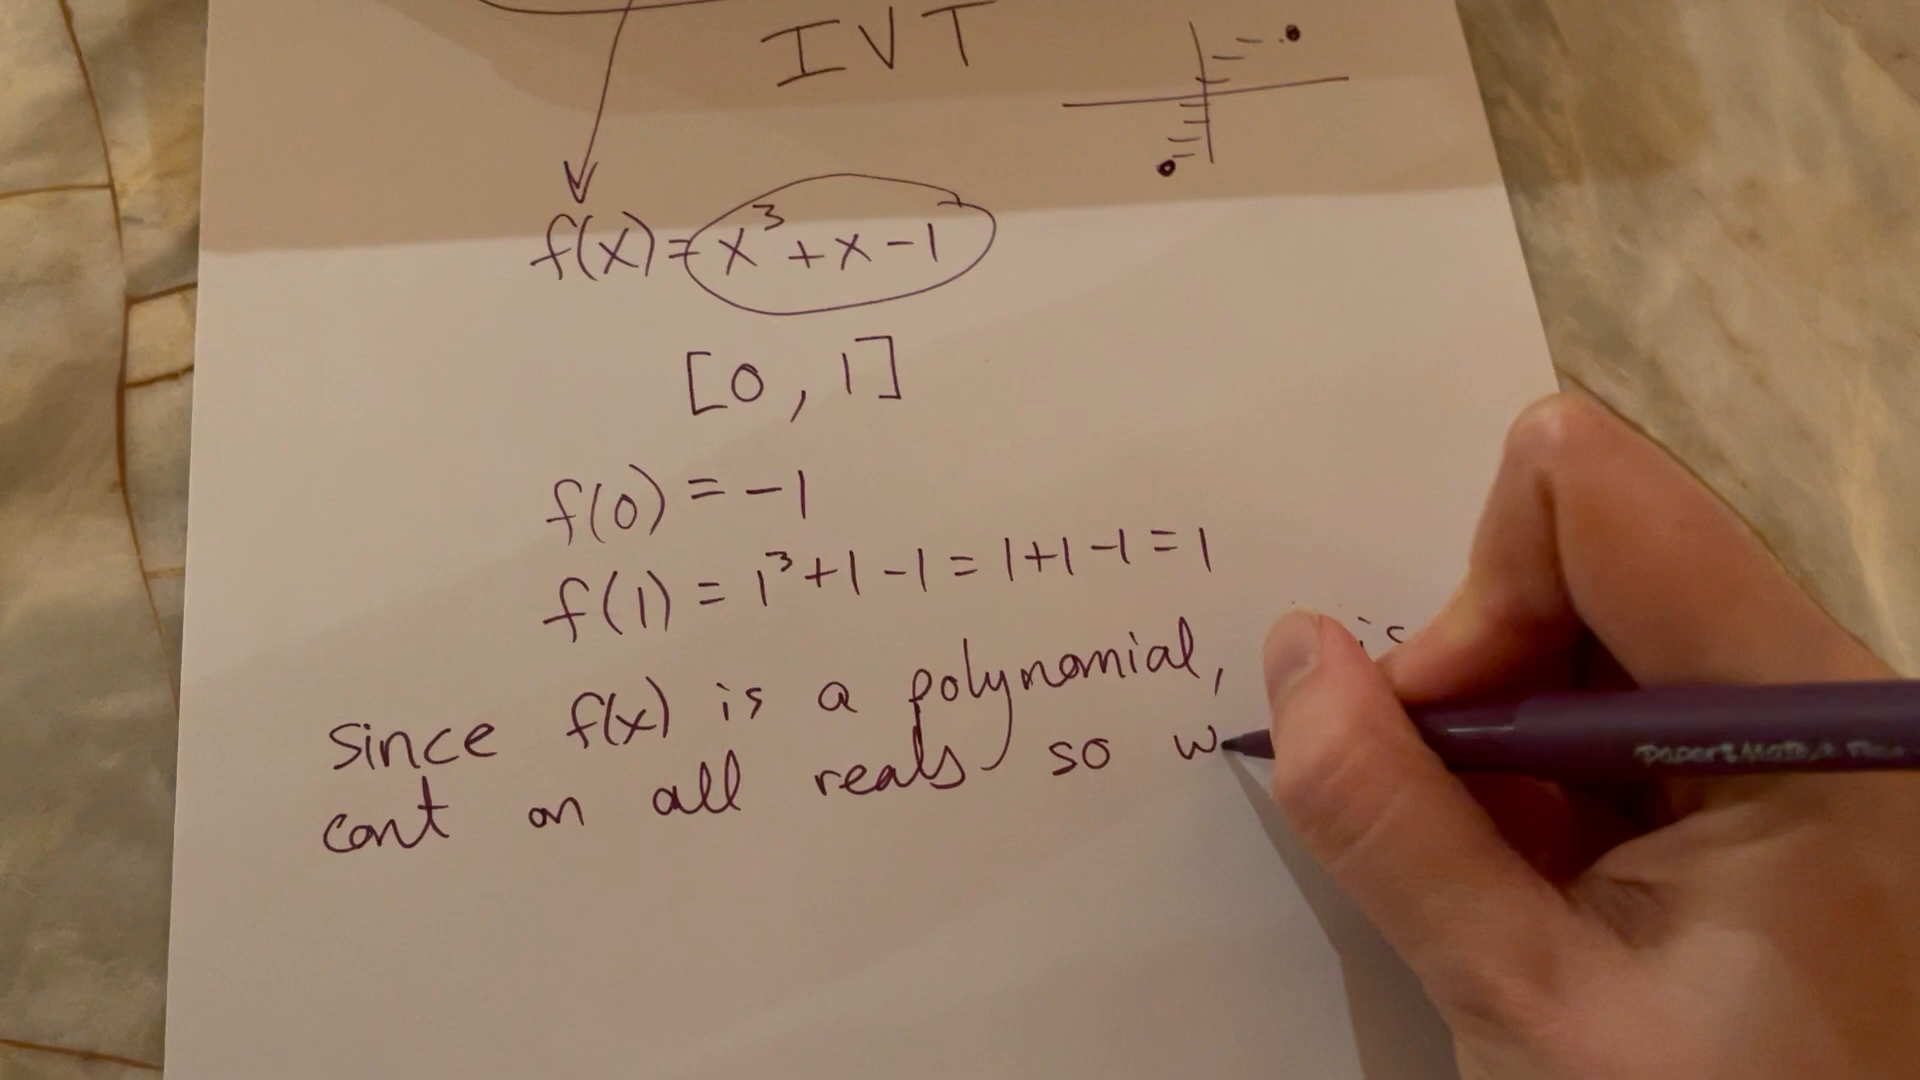 IVT
f(x) = x³ + x - 1
[0, 1]
f(0) = -1
f(1) = 1³ + 1 - 1 = 1 + 1 - 1 = 1
since f(x) is a polynomial, is
cont on all reals so